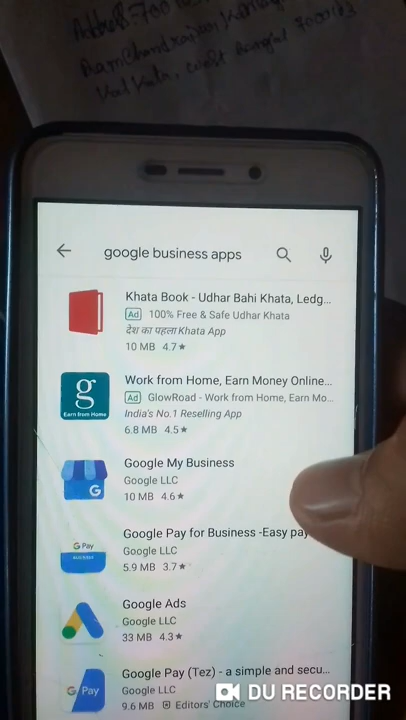 google business apps
Khata Book - Udhar Bahi Khata, Ledg...
Ad 100% Free & Safe Udhar Khata
देश का पहला Khata App
10 MB 4.7★
g
Earn from Home
Work from Home, Earn Money Online...
Ad GlowRoad - Work from Home, Earn Mo...
India's No.1 Reselling App
6.8 MB 4.5★
G
Google My Business
Google LLC
10 MB 4.6★
G Pay
BUSINESS
Google Pay for Business -Easy pay
Google LLC
5.9 MB 3.7★
Google Ads
Google LLC
33 MB 4.3★
G Pay
Google Pay (Tez) - a simple and secu...
Google LLC
9.6 MB Editors' Choice
DU RECORDER